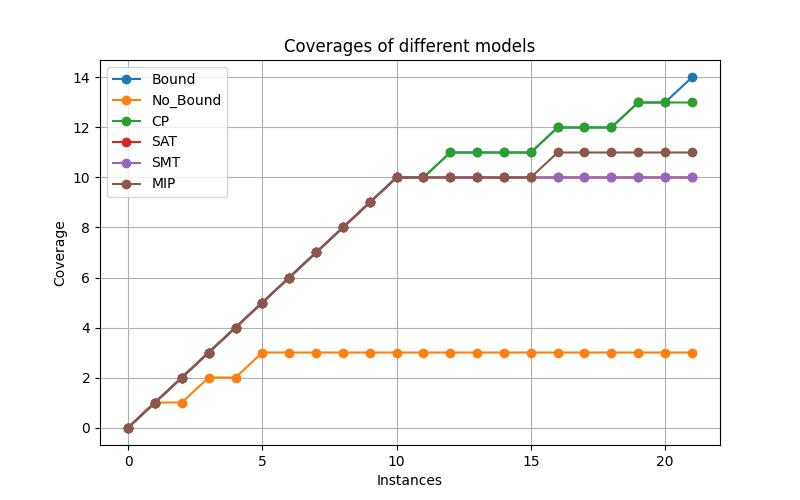 Coverages of different models
Bound
No_Bound
CP
SAT
SMT
MIP
14
12
10
8
6
4
2
0
Coverage
0 5 10 15 20
Instances